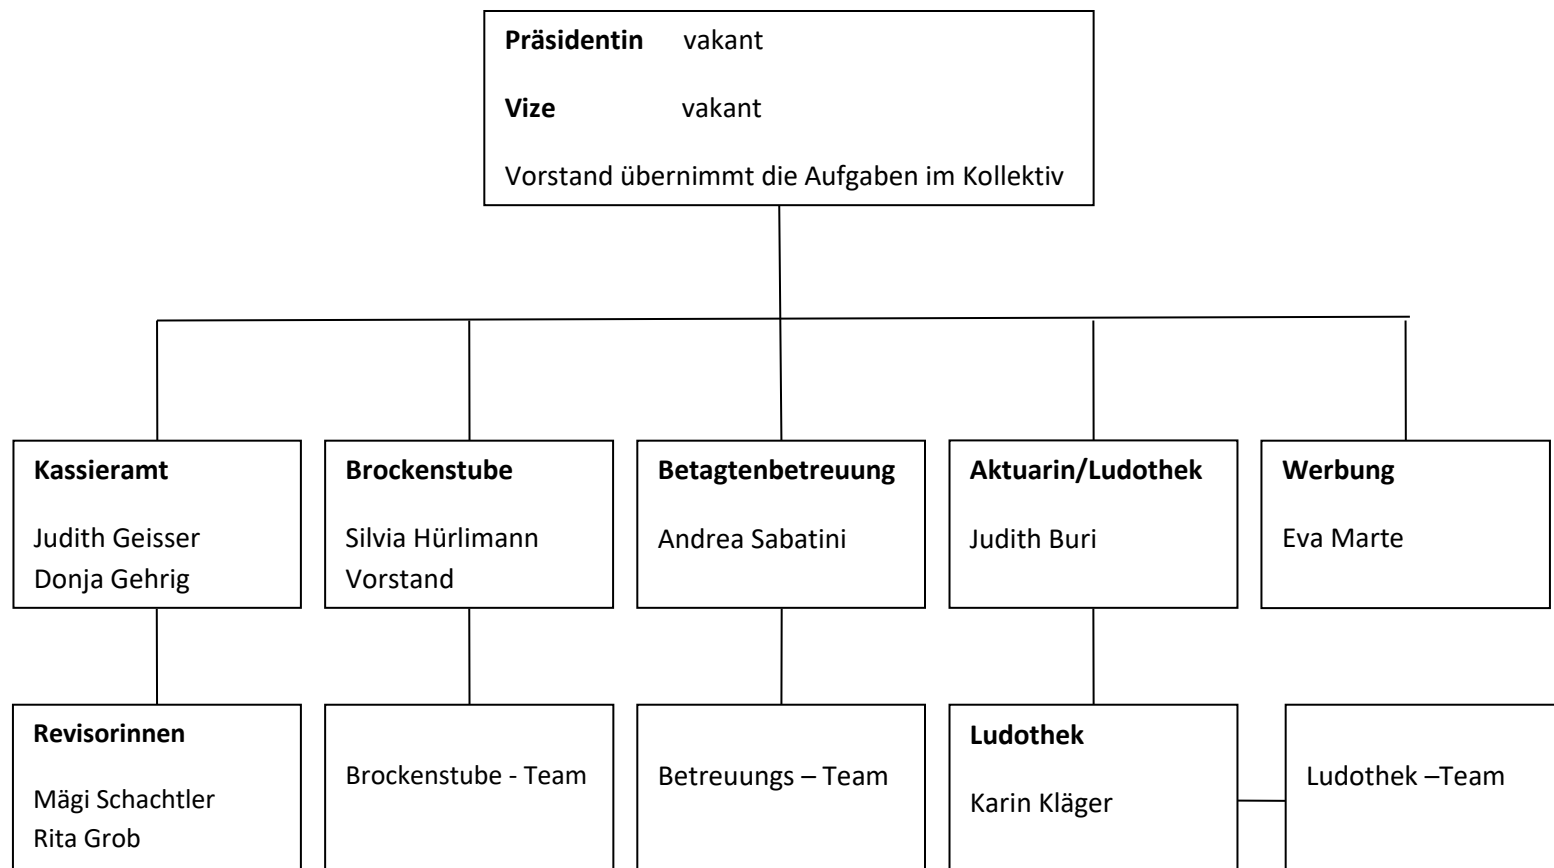 Präsidentin vakant
Vize vakant
Vorstand übernimmt die Aufgaben im Kollektiv
Kassieramt
Judith Geisser
Donja Gehrig
Brockenstube
Silvia Hürlimann
Vorstand
Betagtenbetreuung
Andrea Sabatini
Aktuarin/Ludothek
Judith Buri
Werbung
Eva Marte
Revisorinnen
Mägi Schachtler
Rita Grob
Brockenstube - Team
Betreuungs – Team
Ludothek
Karin Kläger
Ludothek –Team